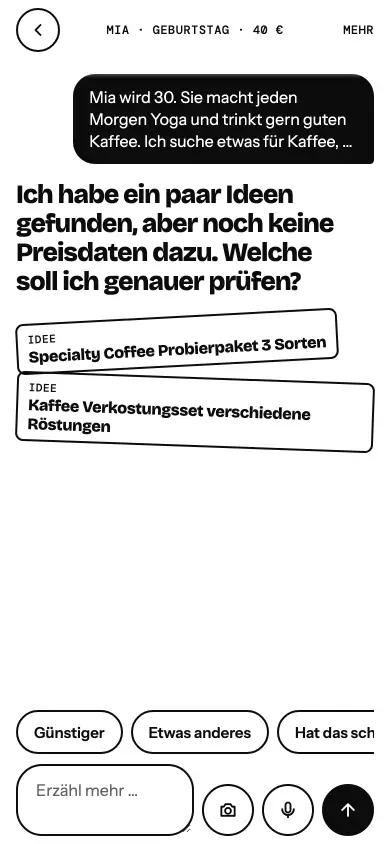 MIA · GEBURTSTAG · 40 €
MEHR
Mia wird 30. Sie macht jeden
Morgen Yoga und trinkt gern guten
Kaffee. Ich suche etwas für Kaffee, ...
Ich habe ein paar Ideen
gefunden, aber noch keine
Preisdaten dazu. Welche
soll ich genauer prüfen?
IDEE
Specialty Coffee Probierpaket 3 Sorten
IDEE
Kaffee Verkostungsset verschiedene
Röstungen
Günstiger
Etwas anderes
Hat das sch
Erzähl mehr ...